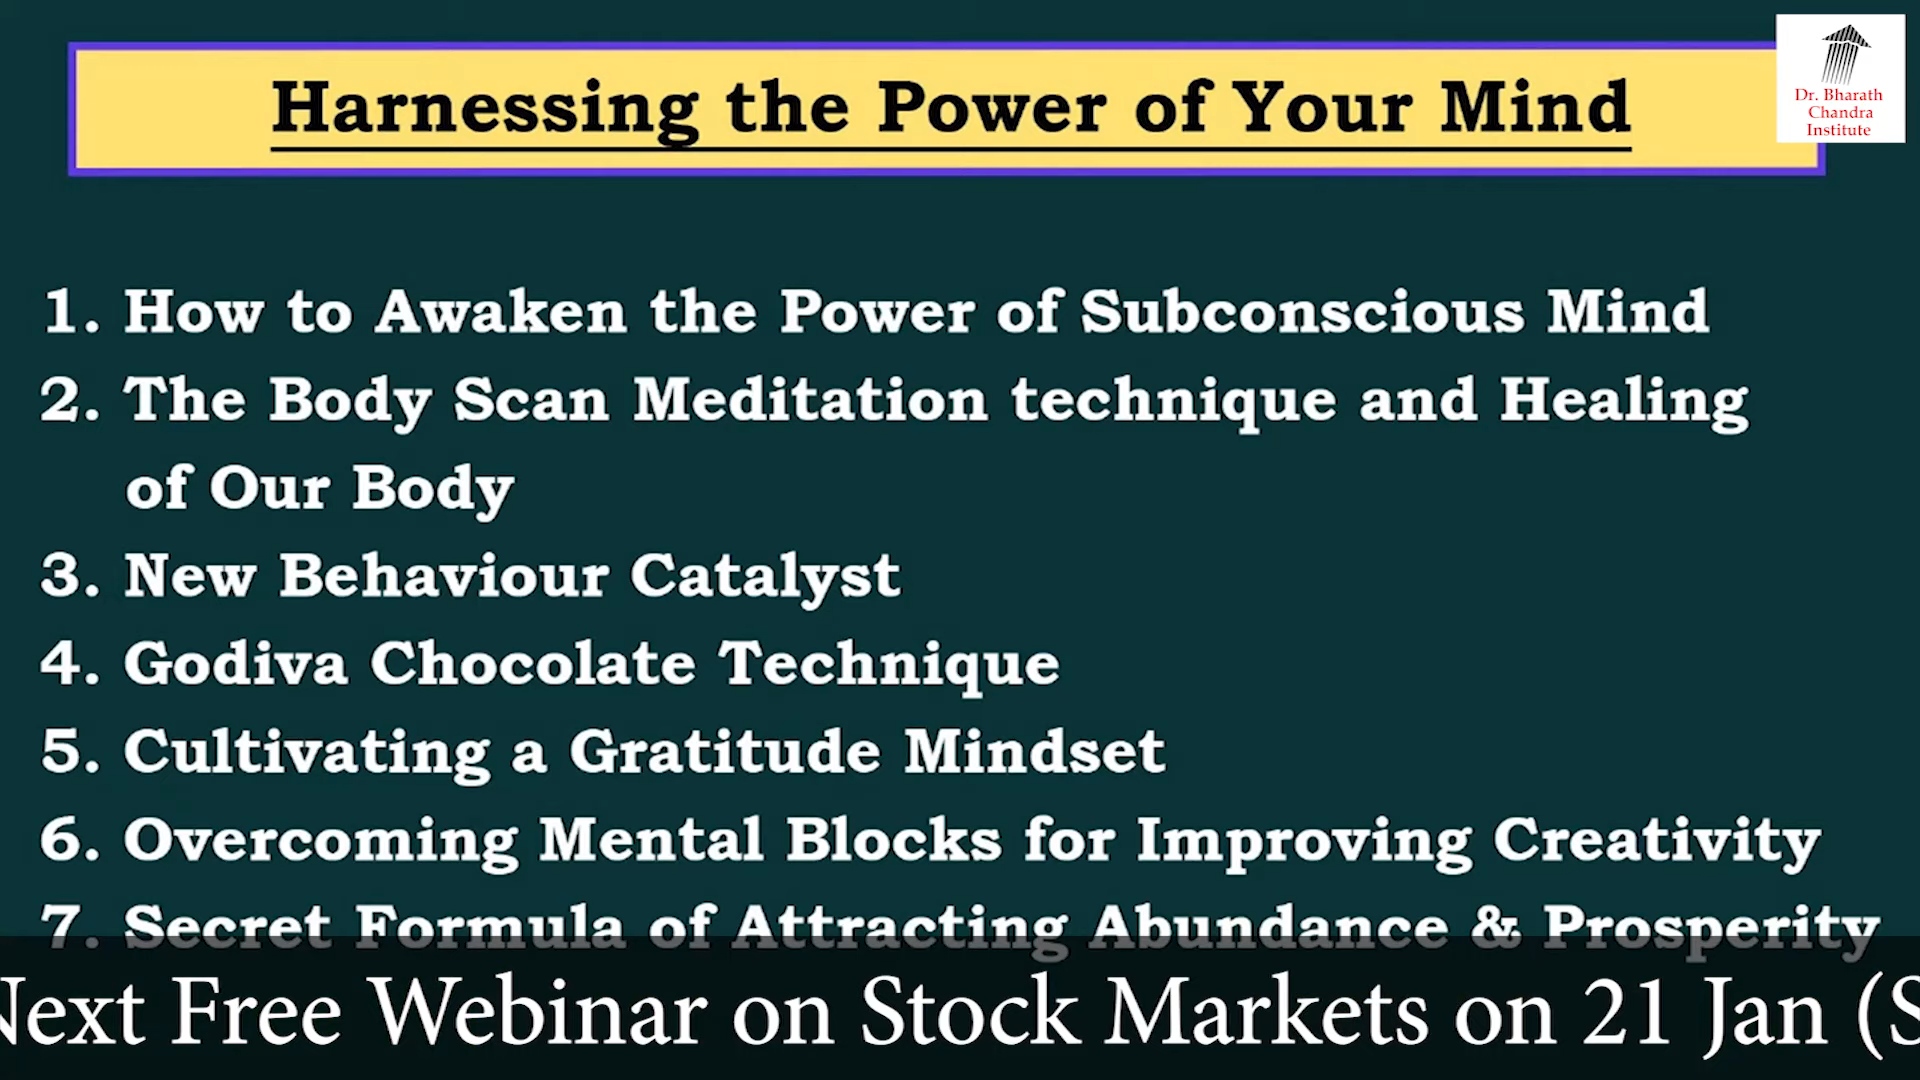 Harnessing the Power of Your Mind
Dr. Bharath
Chandra
Institute
1. How to Awaken the Power of Subconscious Mind
2. The Body Scan Meditation technique and Healing
of Our Body
3. New Behaviour Catalyst
4. Godiva Chocolate Technique
5. Cultivating a Gratitude Mindset
6. Overcoming Mental Blocks for Improving Creativity
7. Secret Formula of Attracting Abundance & Prosperity
Next Free Webinar on Stock Markets on 21 Jan (S